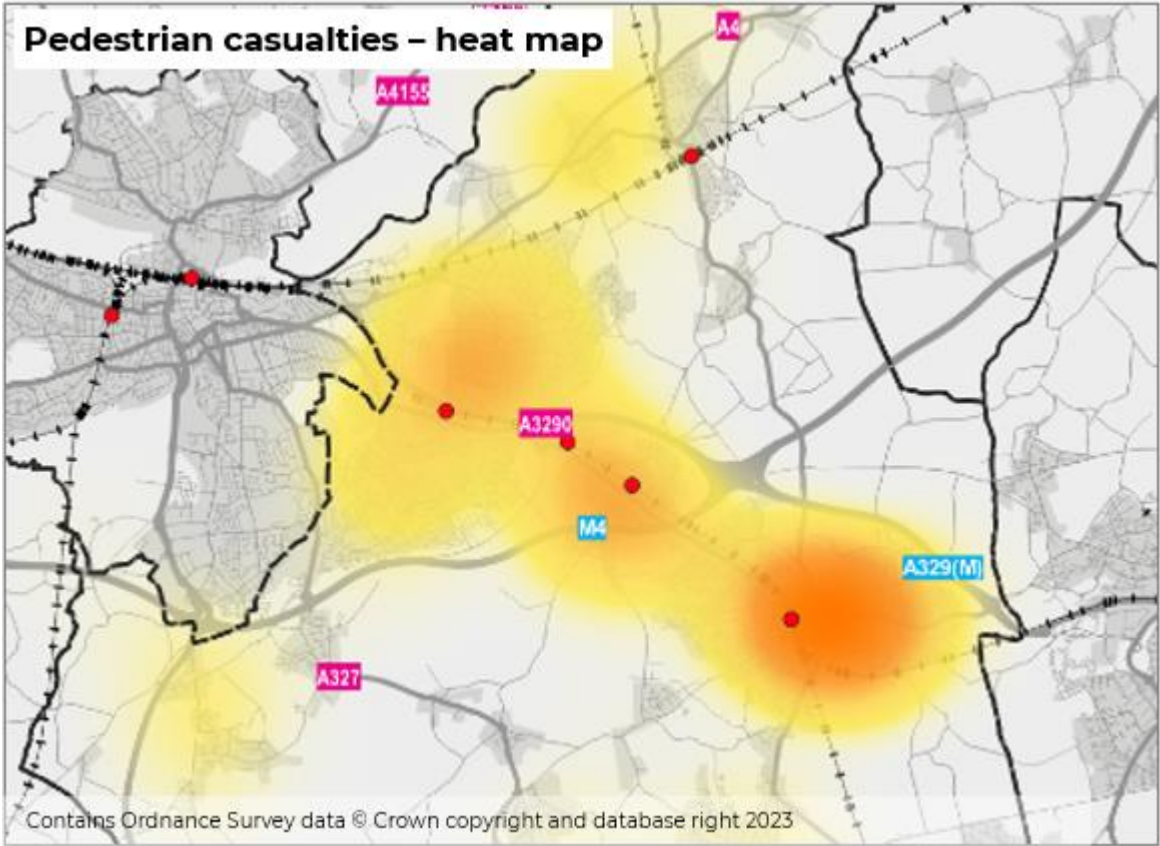 Pedestrian casualties – heat map
A4
A4155
A3290
M4
A329(M)
A327
Contains Ordnance Survey data © Crown copyright and database right 2023